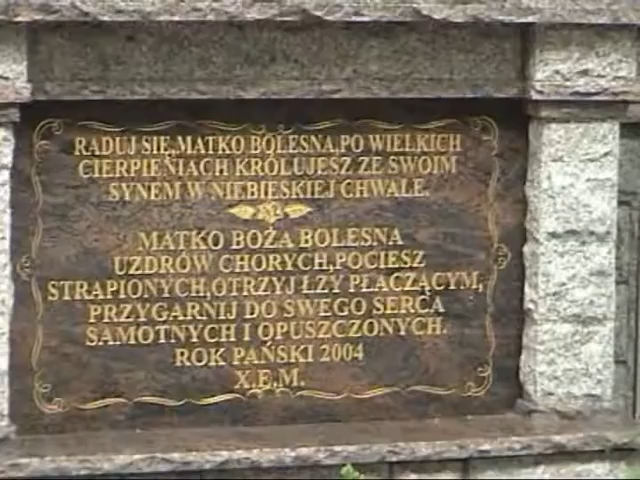 RADUJ SIĘ,MATKO BOLESNA,PO WIELKICH
CIERPIENIACH KRÓLUJESZ ZE SWOIM
SYNEM W NIEBIESKIEJ CHWALE.
MATKO BOŻA BOLESNA
UZDRÓW CHORYCH,POCIESZ
STRAPIONYCH,OTRZYJ ŁZY PŁACZĄCYM,
PRZYGARNIJ DO SWEGO SERCA
SAMOTNYCH I OPUSZCZONYCH.
ROK PAŃSKI 2004
X.E.M.